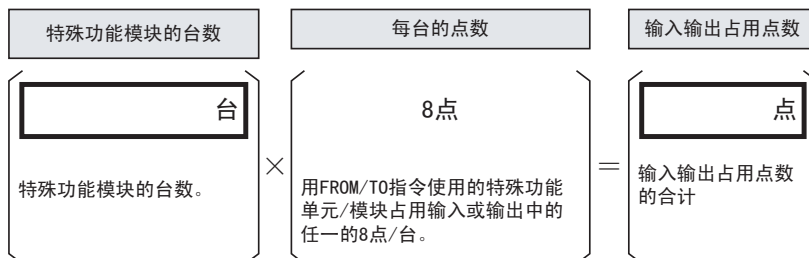 特殊功能模块的台数
每台的点数
输入输出占用点数
台
8点
点
×
=
特殊功能模块的台数。
用FROM/TO指令使用的特殊功能
单元/模块占用输入或输出中的
任一的8点/台。
输入输出占用点数
的合计